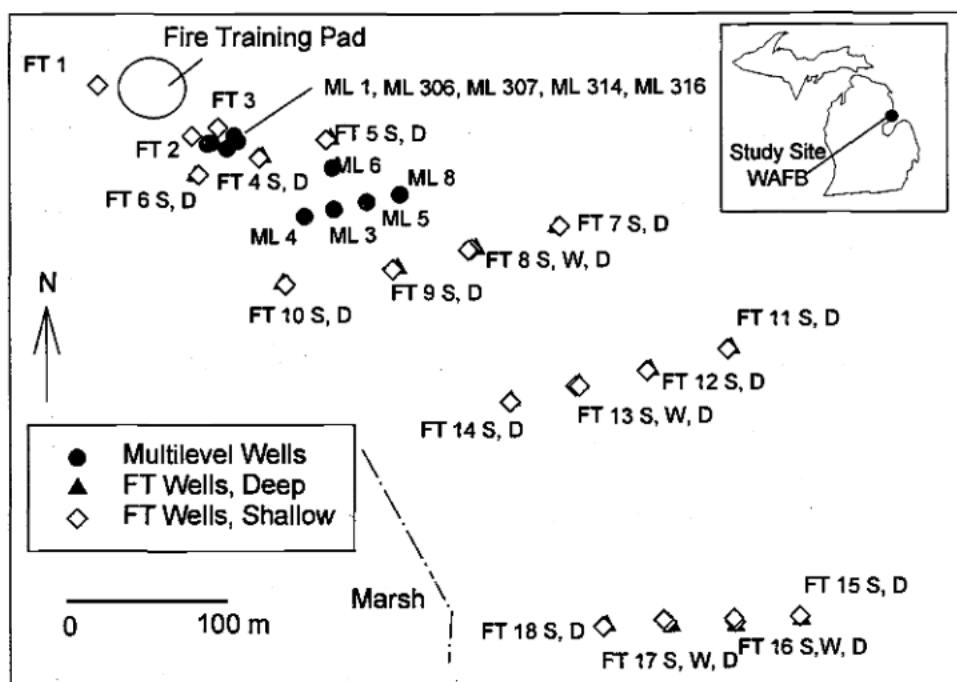 Fire Training Pad
FT 1
FT 3
ML 1, ML 306, ML 307, ML 314, ML 316
Study Site
WAFB
FT 2
FT 5 S, D
FT 4 S, D
ML 6
FT 6 S, D
ML 8
ML 4
ML 3
ML 5
FT 7 S, D
FT 8 S, W, D
FT 9 S, D
N
FT 10 S, D
FT 11 S, D
FT 12 S, D
FT 13 S, W, D
FT 14 S, D
Multilevel Wells
FT Wells, Deep
FT Wells, Shallow
Marsh
0
100 m
FT 15 S, D
FT 18 S, D
FT 16 S,W, D
FT 17 S, W, D